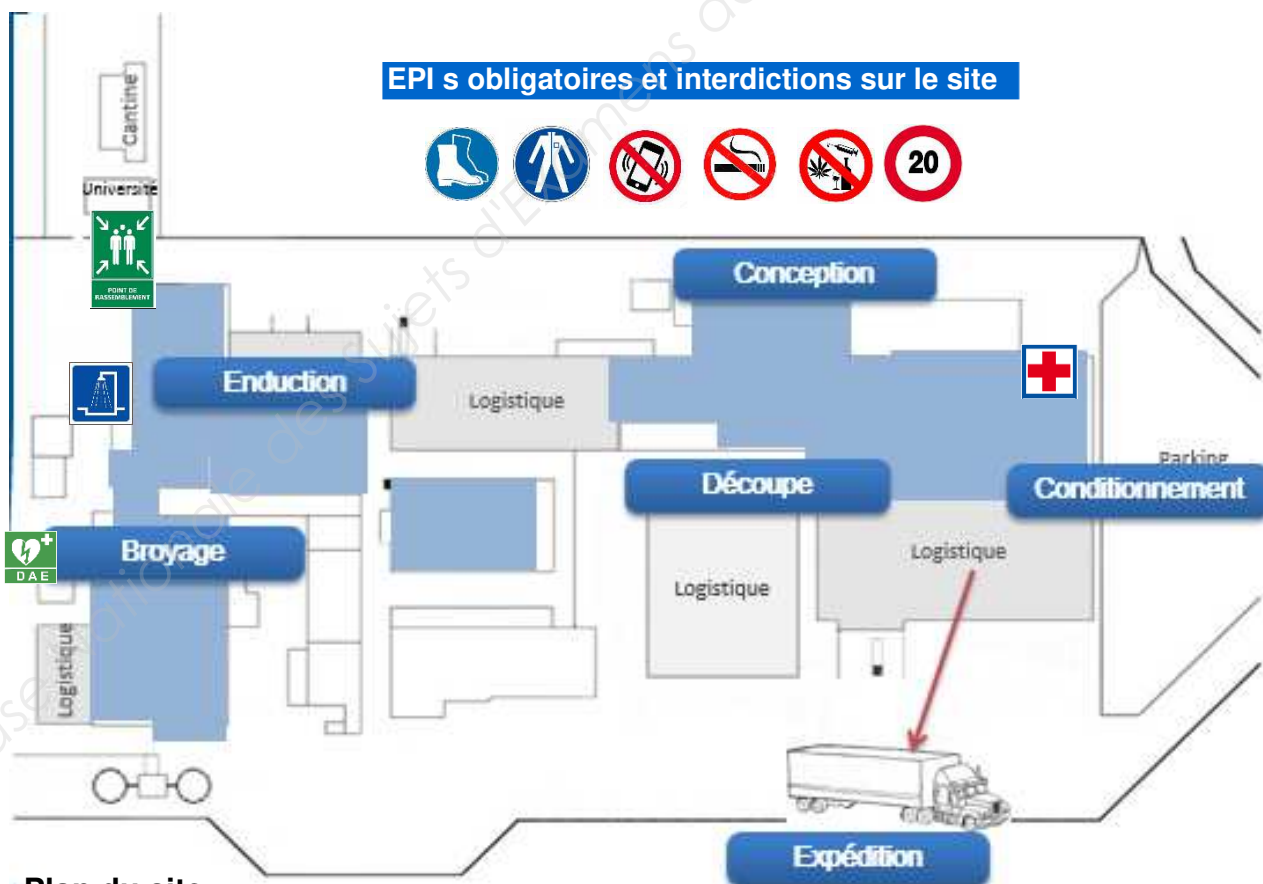 EPI s obligatoires et interdictions sur le site
20
Cantine
Université
POINT DE
RASSEMBLEMENT
Conception
Enduction
Logistique
Parking
Découpe
Conditionnement
DAE
Broyage
Logistique
Logistique
Logistique
Expédition
Plan du site